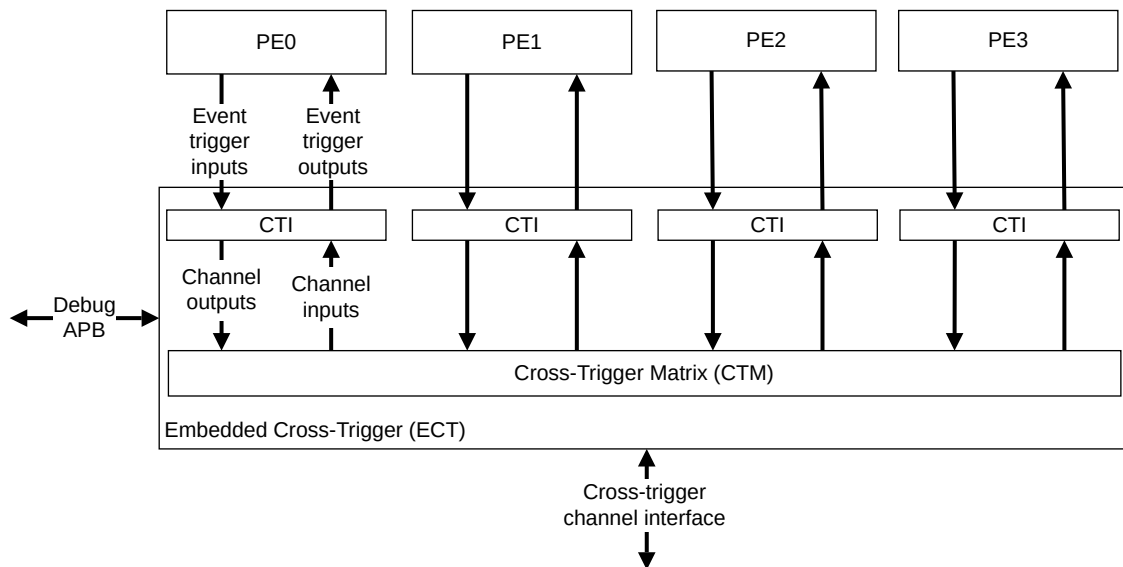 PE0
PE1
PE2
PE3
Event
trigger
inputs
Event
trigger
outputs
CTI
CTI
CTI
CTI
Channel
outputs
Channel
inputs
Debug
APB
Cross-Trigger Matrix (CTM)
Embedded Cross-Trigger (ECT)
Cross-trigger
channel interface